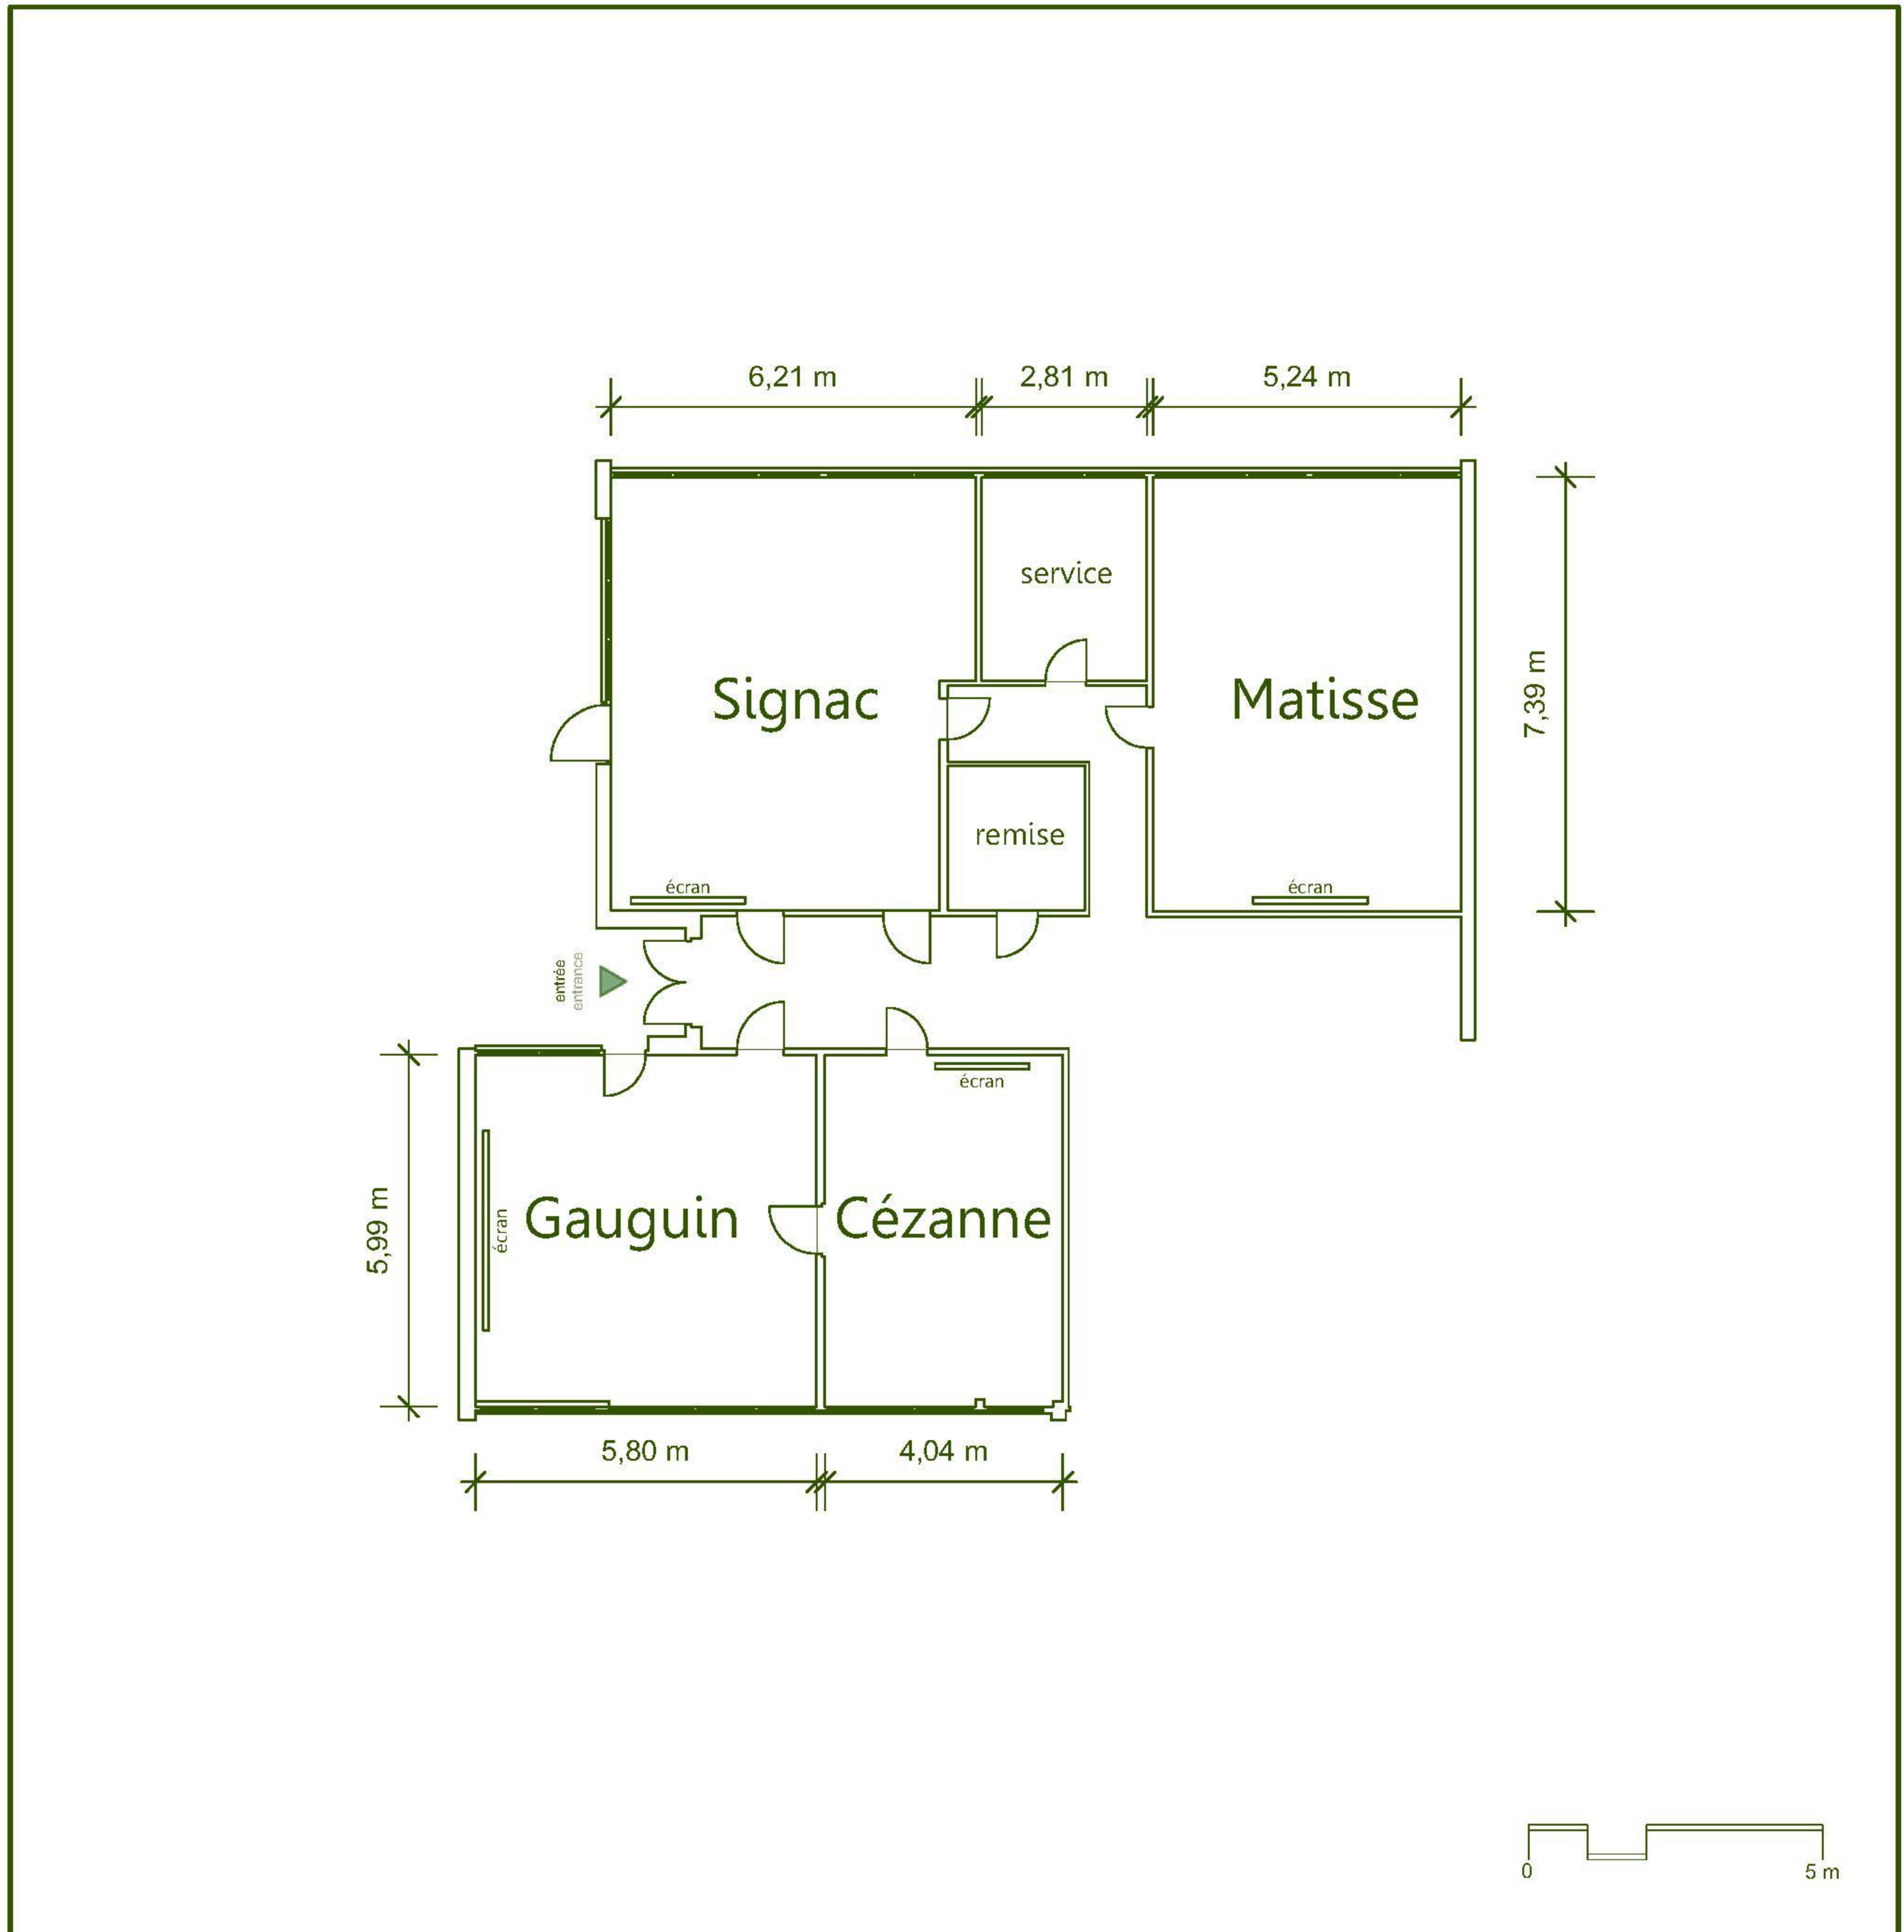 6,21 m
2,81 m
5,24 m
service
Signac
Matisse
7,39 m
remise
écran
écran
entrée
entrance
écran
5,99 m
écran
Gauguin
Cézanne
5,80 m
4,04 m
0
5 m